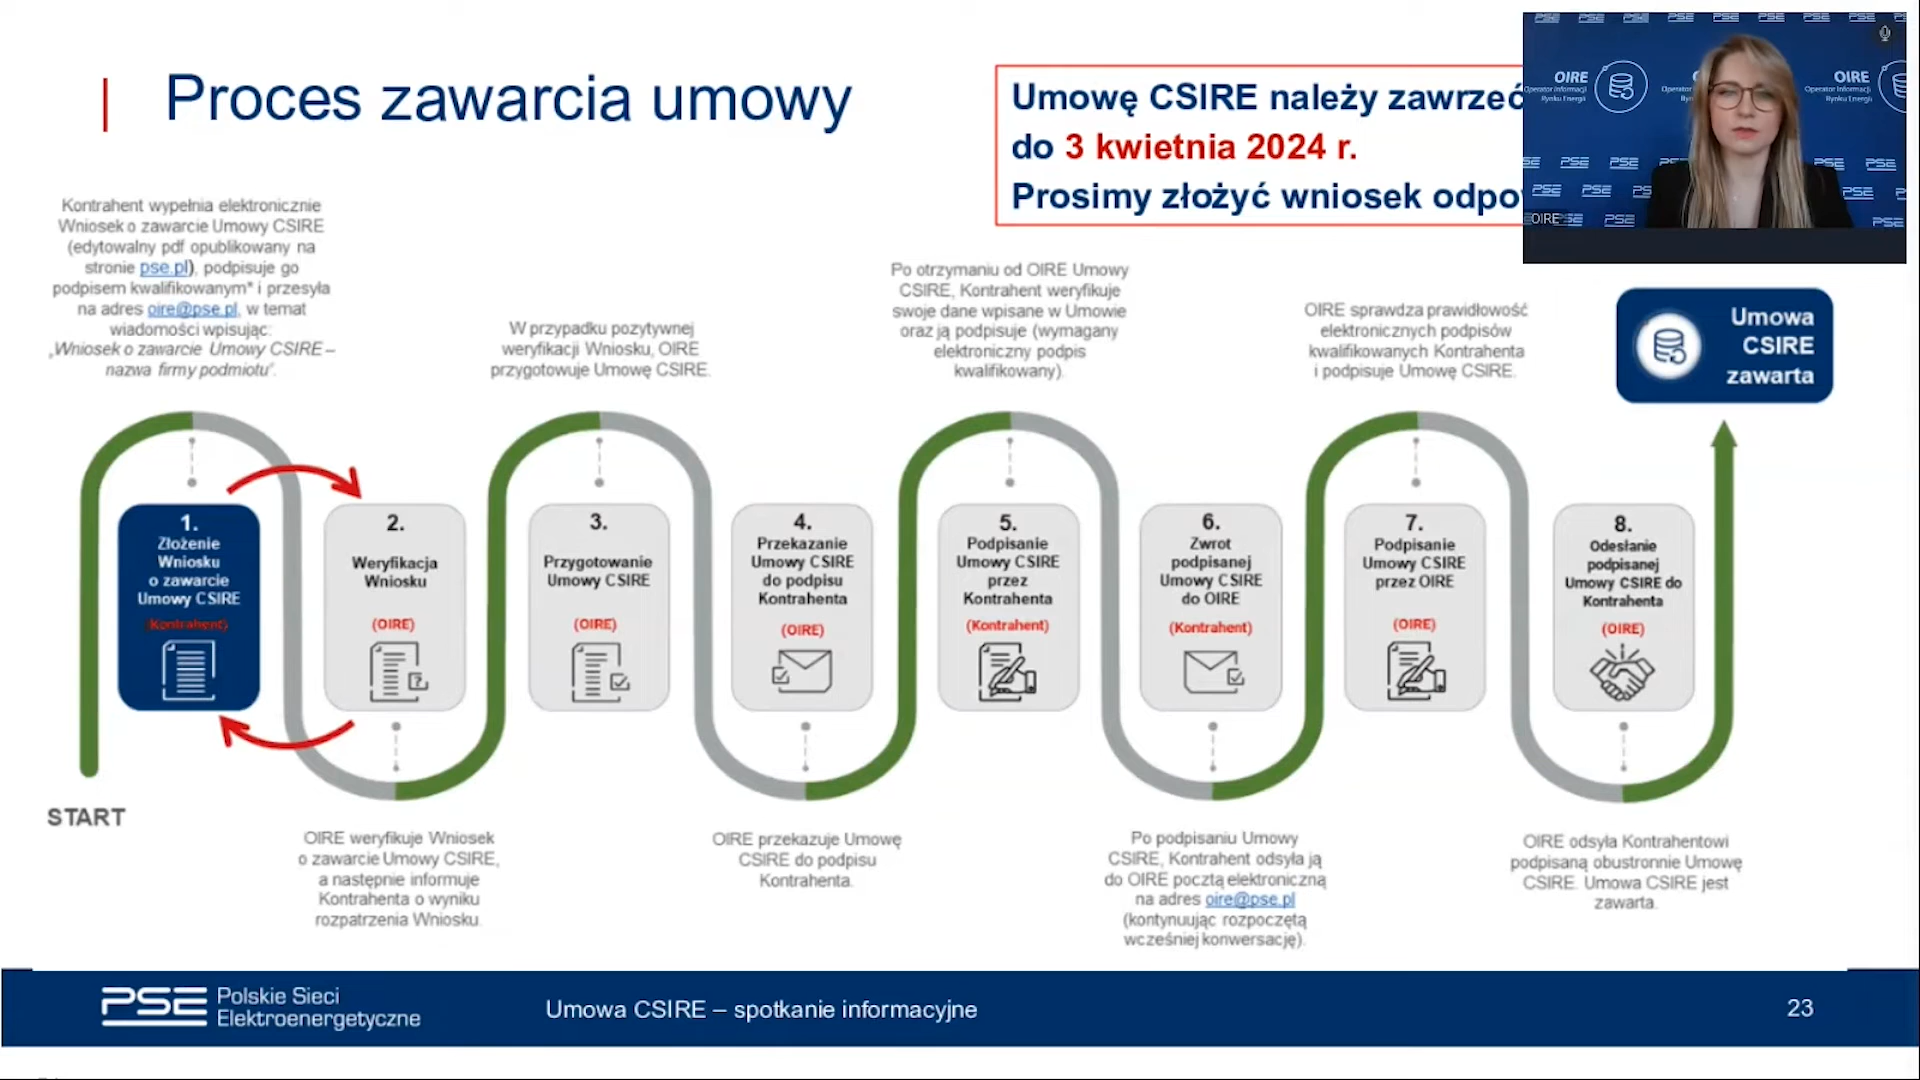 Proces zawarcia umowy
Umowę CSIRE należy zawrzeć
do 3 kwietnia 2024 r.
Prosimy złożyć wniosek
OIRE
Operator Informacji
Rynku Energii
OIRE
Operator Informacji
Rynku Energii
OIRE
Kontrahent wypełnia elektronicznie
Wniosek o zawarcie Umowy CSIRE
(edytowalny pdf opublikowany na
stronie pse.pl), podpisuje go
podpisem kwalifikowanym* i przesyła
na adres oire@pse.pl, w temat
wiadomości wpisując:
„Wniosek o zawarcie Umowy CSIRE –
nazwa firmy podmiotu”.
W przypadku pozytywnej
weryfikacji Wniosku, OIRE
przygotowuje Umowę CSIRE.
Po otrzymaniu od OIRE Umowy
CSIRE, Kontrahent weryfikuje
swoje dane wpisane w Umowie
oraz ją podpisuje (wymagany
elektroniczny podpis
kwalifikowany).
OIRE sprawdza prawidłowość
elektronicznych podpisów
kwalifikowanych Kontrahenta
i podpisuje Umowę CSIRE.
Umowa
CSIRE
zawarta
1.
Złożenie
Wniosku
o zawarcie
Umowy CSIRE
(Kontrahent)
2.
Weryfikacja
Wniosku
(OIRE)
3.
Przygotowanie
Umowy CSIRE
(OIRE)
4.
Przekazanie
Umowy CSIRE
do podpisu
Kontrahenta
(OIRE)
5.
Podpisanie
Umowy CSIRE
przez
Kontrahenta
(Kontrahent)
6.
Zwrot
podpisanej
Umowy CSIRE
do OIRE
(Kontrahent)
7.
Podpisanie
Umowy CSIRE
przez OIRE
(OIRE)
8.
Odesłanie
podpisanej
Umowy CSIRE do
Kontrahenta
(OIRE)
START
OIRE weryfikuje Wniosek
o zawarcie Umowy CSIRE,
a następnie informuje
Kontrahenta o wyniku
rozpatrzenia Wniosku.
OIRE przekazuje Umowę
CSIRE do podpisu
Kontrahenta.
Po podpisaniu Umowy
CSIRE, Kontrahent odsyła ją
do OIRE pocztą elektroniczną
na adres oire@pse.pl
(kontynuując rozpoczętą
wcześniej konwersację).
OIRE odsyła Kontrahentowi
podpisaną obustronnie Umowę
CSIRE. Umowa CSIRE jest
zawarta.
PSE Polskie Sieci
Elektroenergetyczne
Umowa CSIRE – spotkanie informacyjne
23